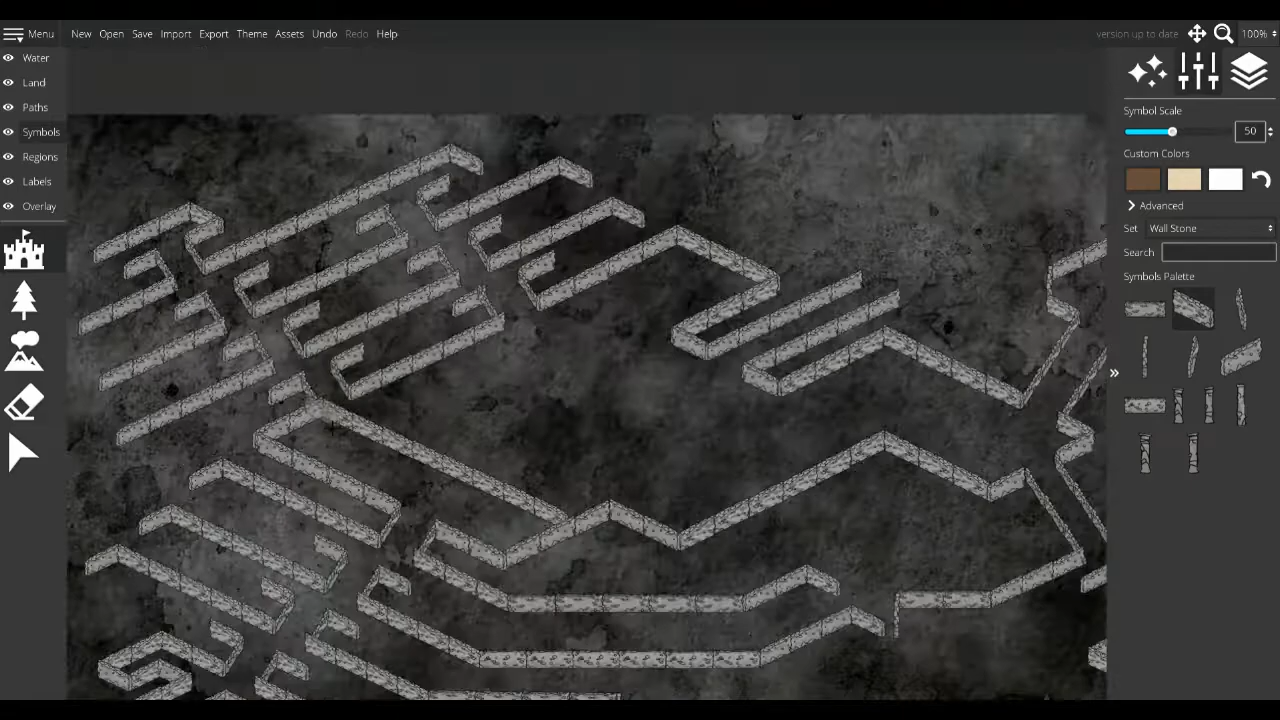 Menu New Open Save Import Export Theme Assets Undo Redo Help version up to date 100%
Water
Land
Paths
Symbols
Regions
Labels
Overlay
Symbol Scale
50
Custom Colors
Advanced
Set Wall Stone
Search
Symbols Palette